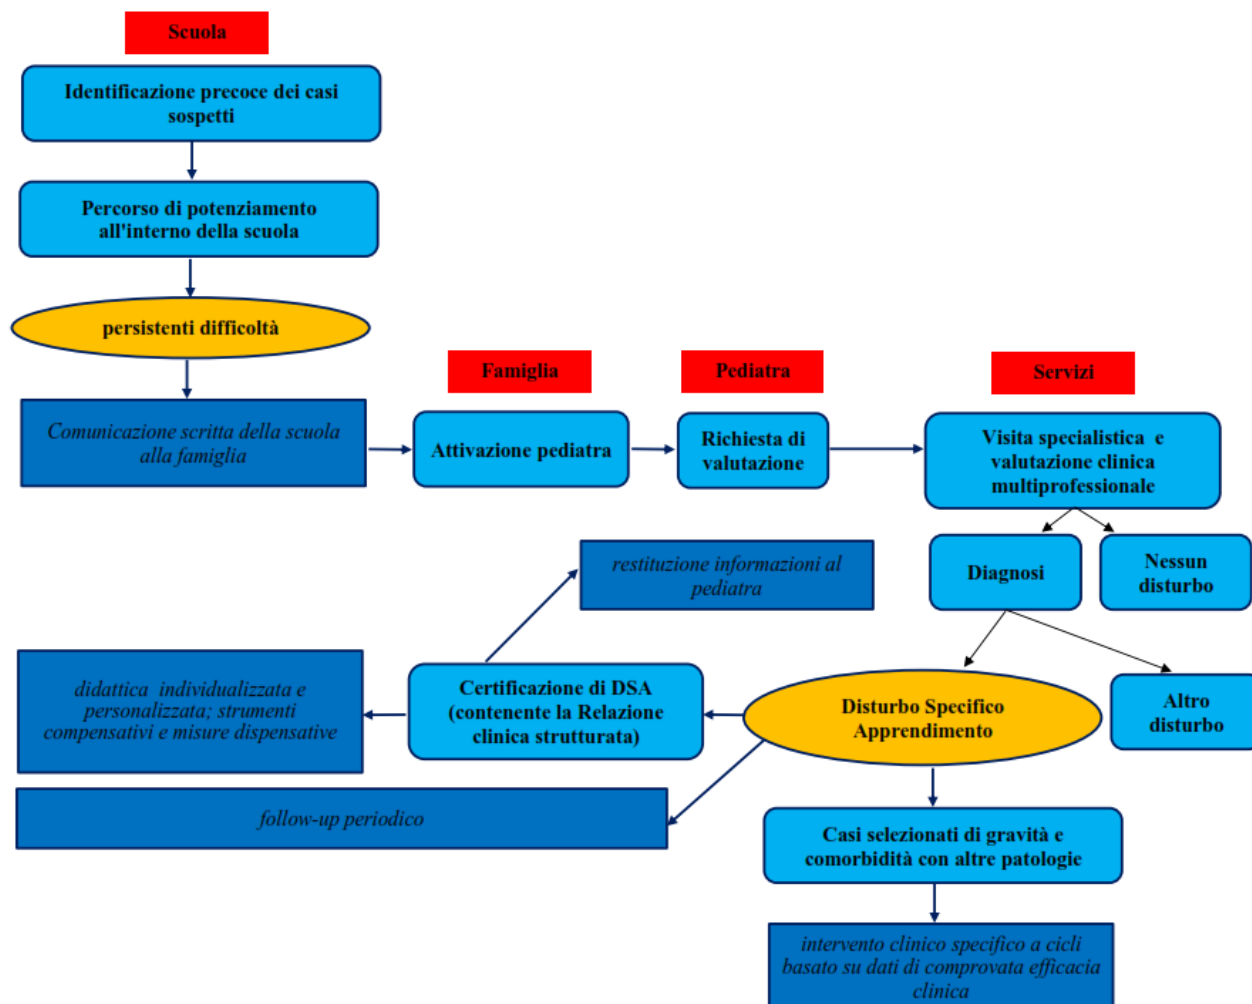 Scuola
Identificazione precoce dei casi
sospetti
Percorso di potenziamento
all'interno della scuola
persistenti difficoltà
Comunicazione scritta della scuola
alla famiglia
Famiglia
Attivazione pediatra
Pediatra
Richiesta di
valutazione
Servizi
Visita specialistica e
valutazione clinica
multiprofessionale
Diagnosi
Nessun
disturbo
restituzione informazioni al
pediatra
didattica individualizzata e
personalizzata; strumenti
compensativi e misure dispensative
Certificazione di DSA
(contenente la Relazione
clinica strutturata)
Disturbo Specifico
Apprendimento
Altro
disturbo
follow-up periodico
Casi selezionati di gravità e
comorbidità con altre patologie
intervento clinico specifico a cicli
basato su dati di comprovata efficacia
clinica